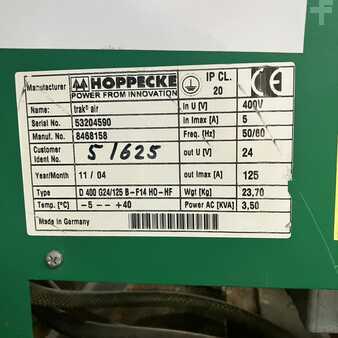 Manufacturer HOPPECKE IP CL. CE
POWER FROM INNOVATION 20
Name: trak® air In U [V] 400V
Serial No. 53204590 In Imax [A] 5
Manuf. No. 8468158 Freq. [Hz] 50/60
Customer Ident No. 51625 out U [V] 24
Year/Month 11/04 out Imax [A] 125
Type D 400 G24/125 B-F14 HO-HF Wgt [Kg] 23,70
Temp. [°C] -5 -- +40 Power AC [KVA] 3,50
Made in Germany